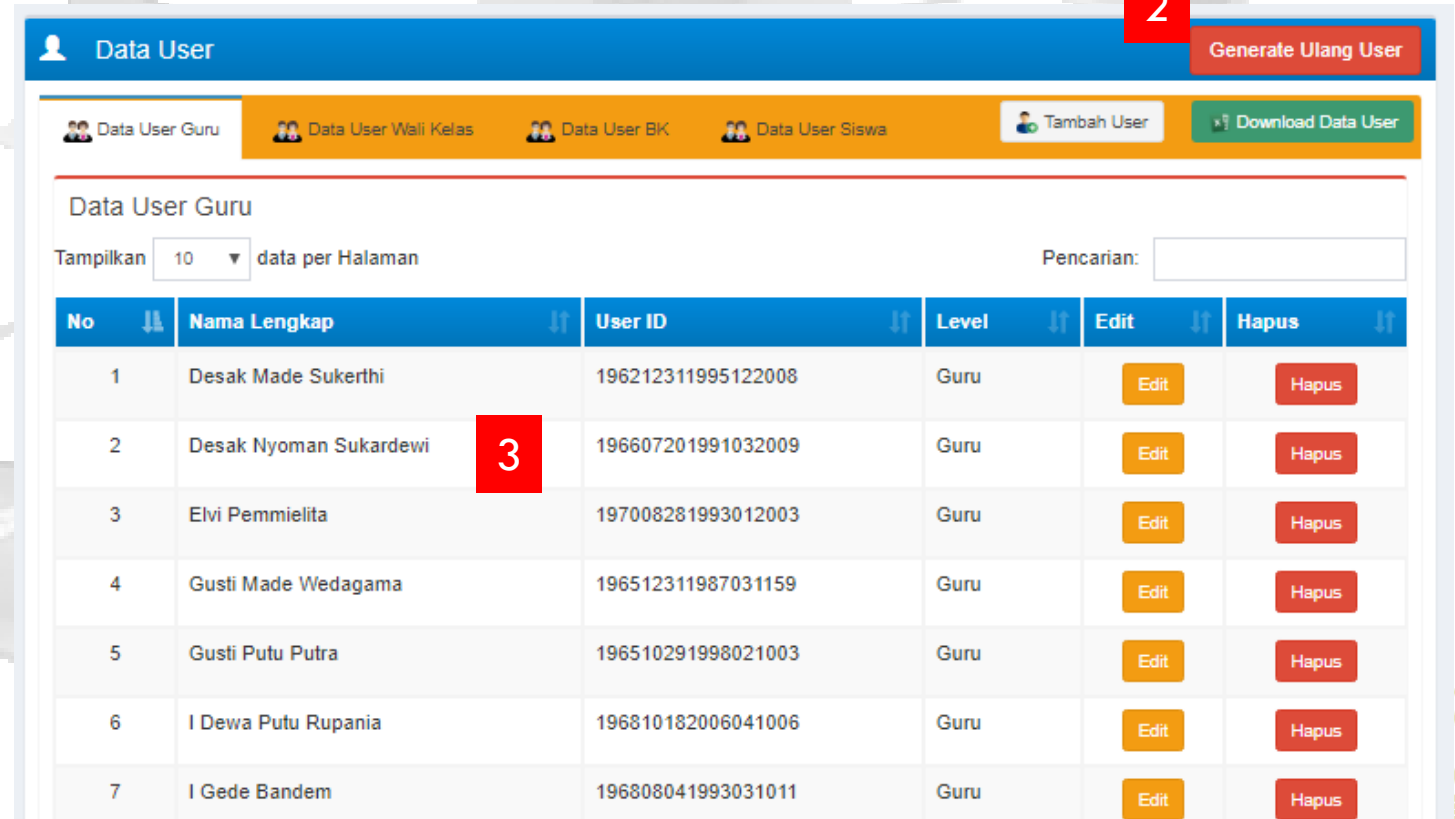 2
Data User
Generate Ulang User
Data User Guru Data User Wali Kelas Data User BK Data User Siswa Tambah User Download Data User
Data User Guru
Tampilkan 10 data per Halaman Pencarian:
No Nama Lengkap User ID Level Edit Hapus
1 Desak Made Sukerthi 196212311995122008 Guru Edit Hapus
2 Desak Nyoman Sukardewi 196607201991032009 Guru Edit Hapus
3
3 Elvi Pemmielita 197008281993012003 Guru Edit Hapus
4 Gusti Made Wedagama 196512311987031159 Guru Edit Hapus
5 Gusti Putu Putra 196510291998021003 Guru Edit Hapus
6 I Dewa Putu Rupania 196810182006041006 Guru Edit Hapus
7 I Gede Bandem 196808041993031011 Guru Edit Hapus